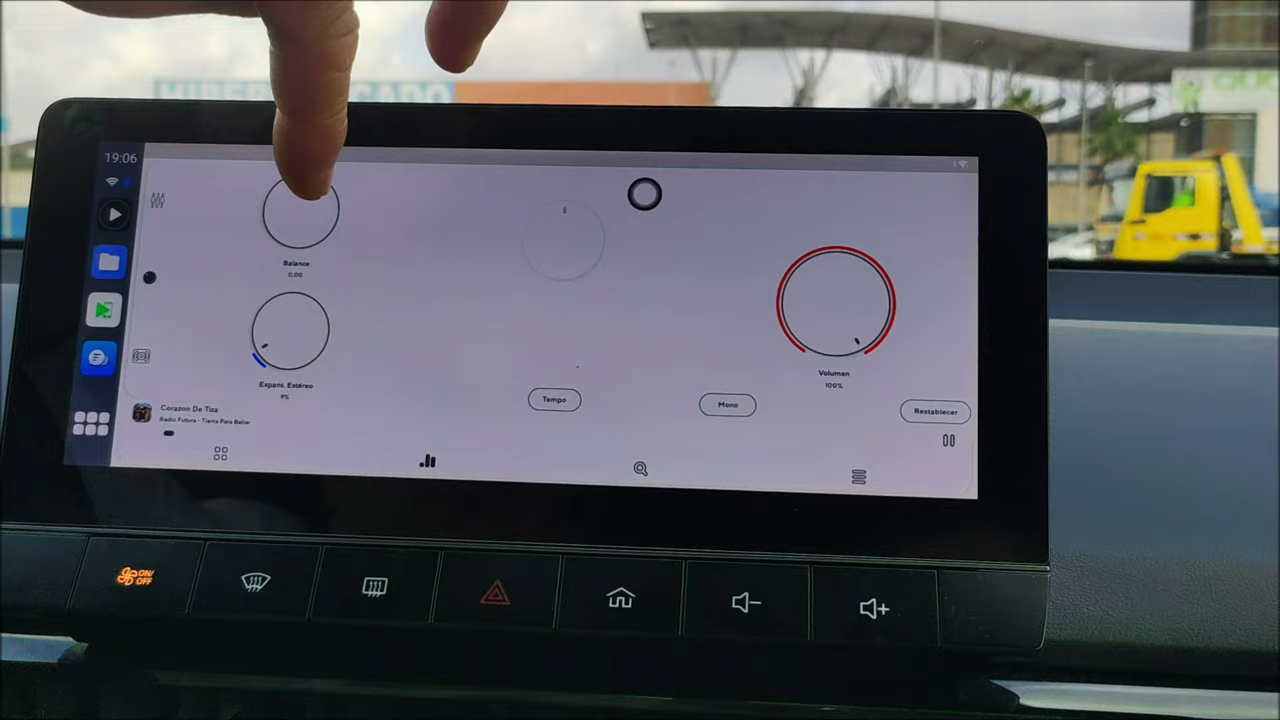 19:06
Balance
0,00
Expans. Estéreo
9%
Volumen
100%
Tempo
Mono
Restablecer
Corazon De Tiza
Radio Futura - Tierra Para Bailar
ON/
OFF